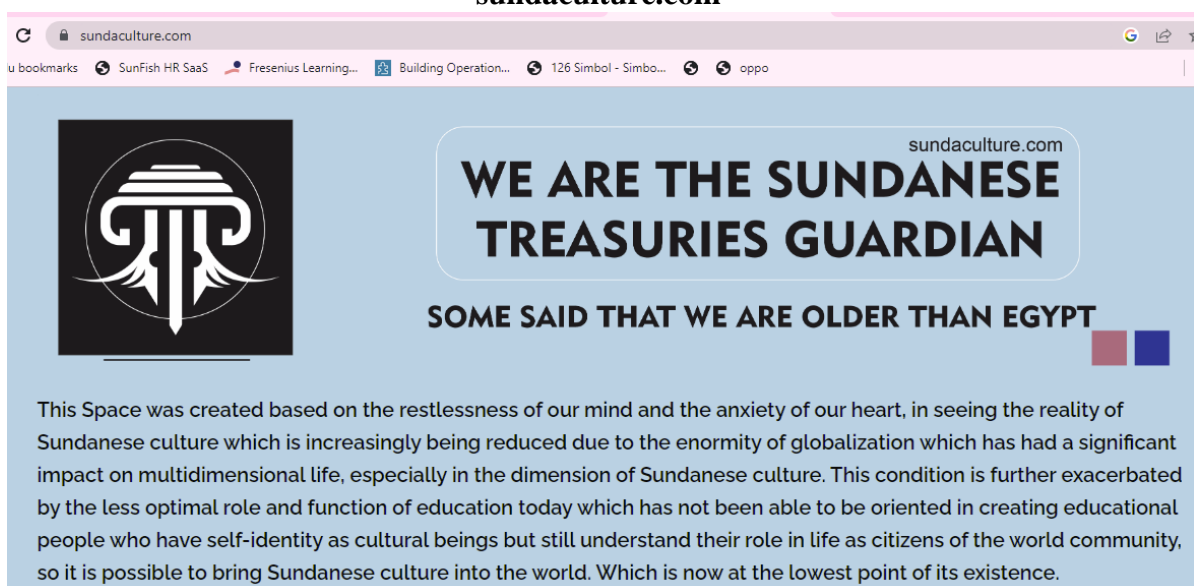 sundaculture.com
sundaculture.com
lu bookmarks SunFish HR SaaS Fresenius Learning... Building Operation... 126 Simbol - Simbo... oppo
sundaculture.com
WE ARE THE SUNDANESE
TREASURIES GUARDIAN
SOME SAID THAT WE ARE OLDER THAN EGYPT
This Space was created based on the restlessness of our mind and the anxiety of our heart, in seeing the reality of
Sundanese culture which is increasingly being reduced due to the enormity of globalization which has had a significant
impact on multidimensional life, especially in the dimension of Sundanese culture. This condition is further exacerbated
by the less optimal role and function of education today which has not been able to be oriented in creating educational
people who have self-identity as cultural beings but still understand their role in life as citizens of the world community,
so it is possible to bring Sundanese culture into the world. Which is now at the lowest point of its existence.